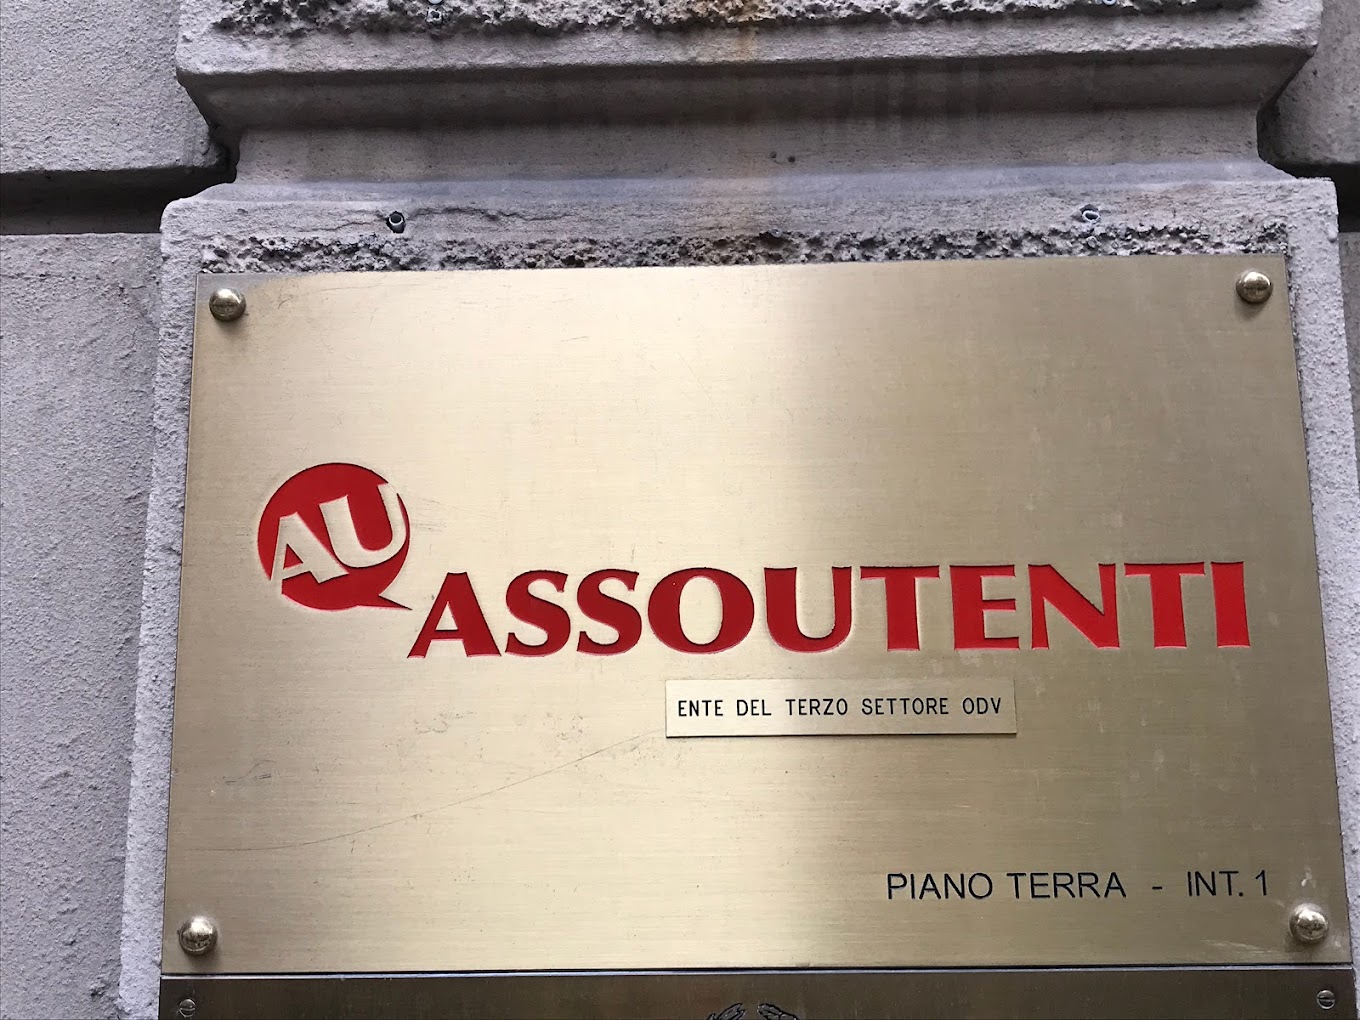 AU
ASSOUTENTI
ENTE DEL TERZO SETTORE ODV
PIANO TERRA - INT. 1